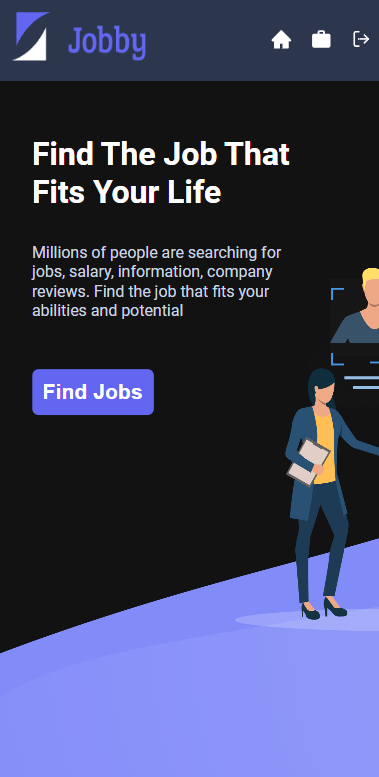 Jobby
Find The Job That
Fits Your Life
Millions of people are searching for
jobs, salary, information, company
reviews. Find the job that fits your
abilities and potential
Find Jobs